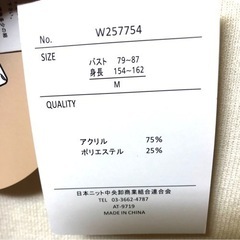 No. W257754
SIZE
バスト 79~87
身長 154~162
M
QUALITY
アクリル 75%
ポリエステル 25%
日本ニット中央卸商業組合連合会
TEL 03-3662-4787
AT-9719
MADE IN CHINA